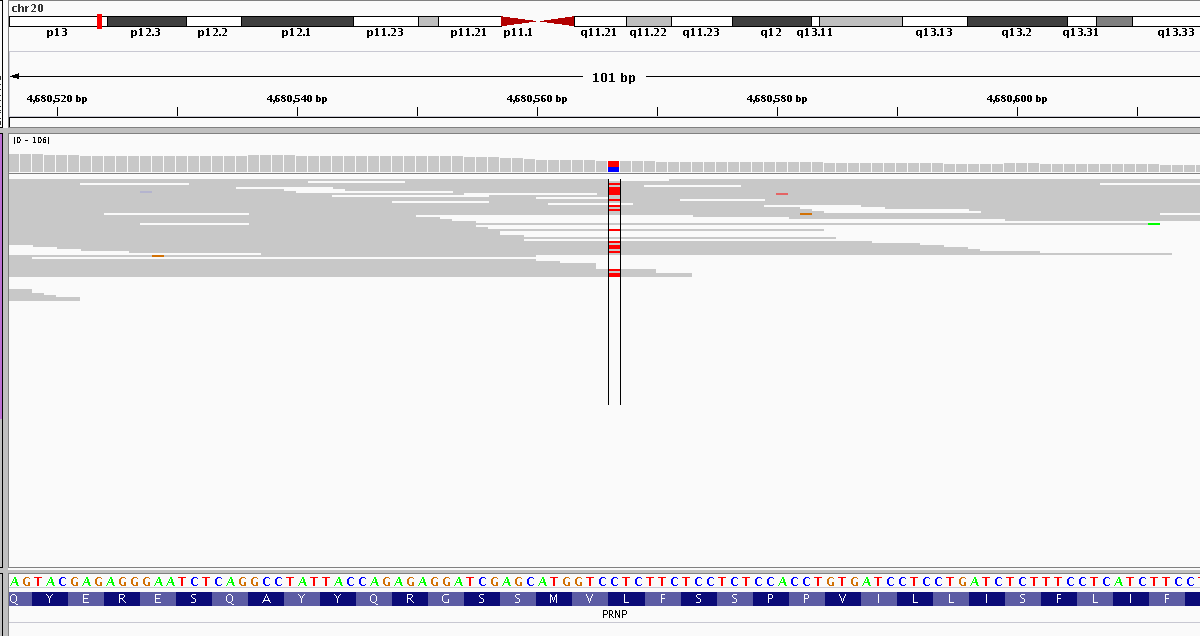 chr20
p13 p12.3 p12.2 p12.1 p11.23 p11.21 p11.1 q11.21 q11.22 q11.23 q12 q13.11 q13.13 q13.2 q13.31 q13.33
101 bp
4,680,520 bp 4,680,540 bp 4,680,560 bp 4,680,580 bp 4,680,600 bp
[0 - 106]
AGTACGAGAGGGAATCTCAGGCCTATTACCAGAGAGGATCGAGCATGGTCCTCTTCTCCTCTCCACCTGTGATCCTCCTGATCTCTTTCCTCATCTTCC
Q Y E R E S Q A Y Y Q R G S S M V L F S S P P V I L L I S F L I F
PRNP